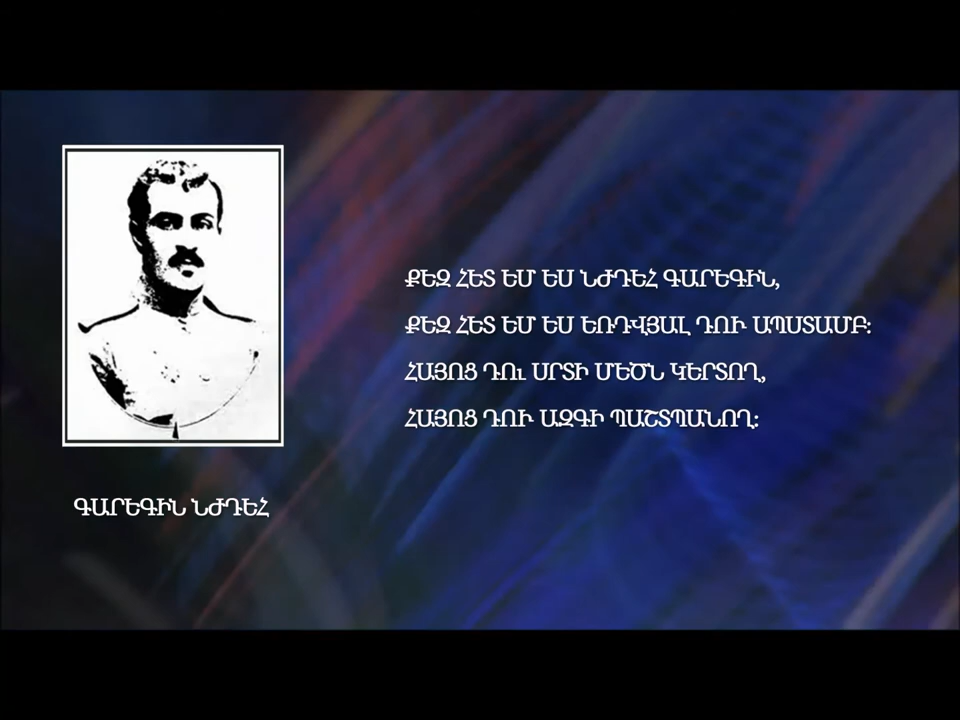 ՔԵԶ ՀԵՏ ԵՄ ԵՍ ՆԺԴԵՀ ԳԱՐԵԳԻՆ,
ՔԵԶ ՀԵՏ ԵՄ ԵՍ ԵՌԴՎՅԱԼ ԴՈՒ ԱՊՍՏԱՄԲ:
ՀԱՅՈՑ ԴՈւ ՍՐՏԻ ՄԵԾՆ ԿԵՐՏՈՂ,
ՀԱՅՈՑ ԴՈՒ ԱԶԳԻ ՊԱՇՏՊԱՆՈՂ:
ԳԱՐԵԳԻՆ ՆԺԴԵՀ